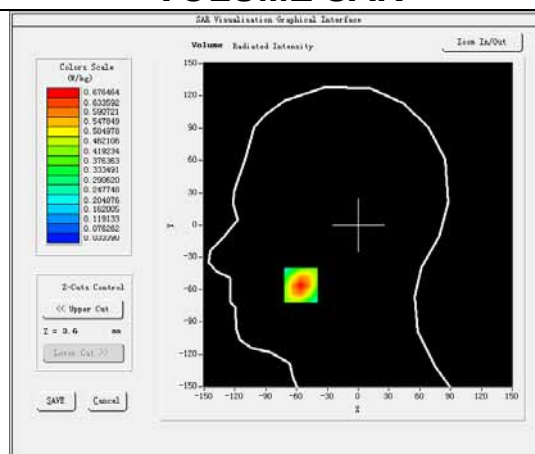 SAR Visualisation Graphical Interface
Volume Radiated Intensity
Zoom In/Out
Colors Scale
(W/kg)
0.676464
0.633592
0.590721
0.547849
0.504978
0.462106
0.419234
0.376363
0.333491
0.290620
0.247748
0.204876
0.162005
0.119133
0.076262
0.033390
Z-Cuts Control
<< Upper Cut
Z = 3.6 mm
Lower Cut >>
SAVE
Cancel
150-
90-
60-
30-
Y 0-
-30-
-60-
-90-
-120-
-150-
-150 -120 -90 -60 -30 0 30 60 90 120 150
X